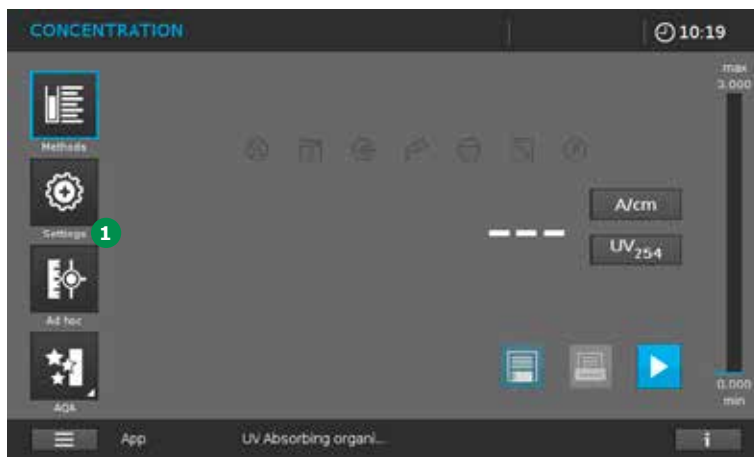 CONCENTRATION
10:19
max
3.000
Methods
Settings
1
Ad hoc
AQA
A/cm
UV254
0.000
min
App
UV Absorbing organi...
i